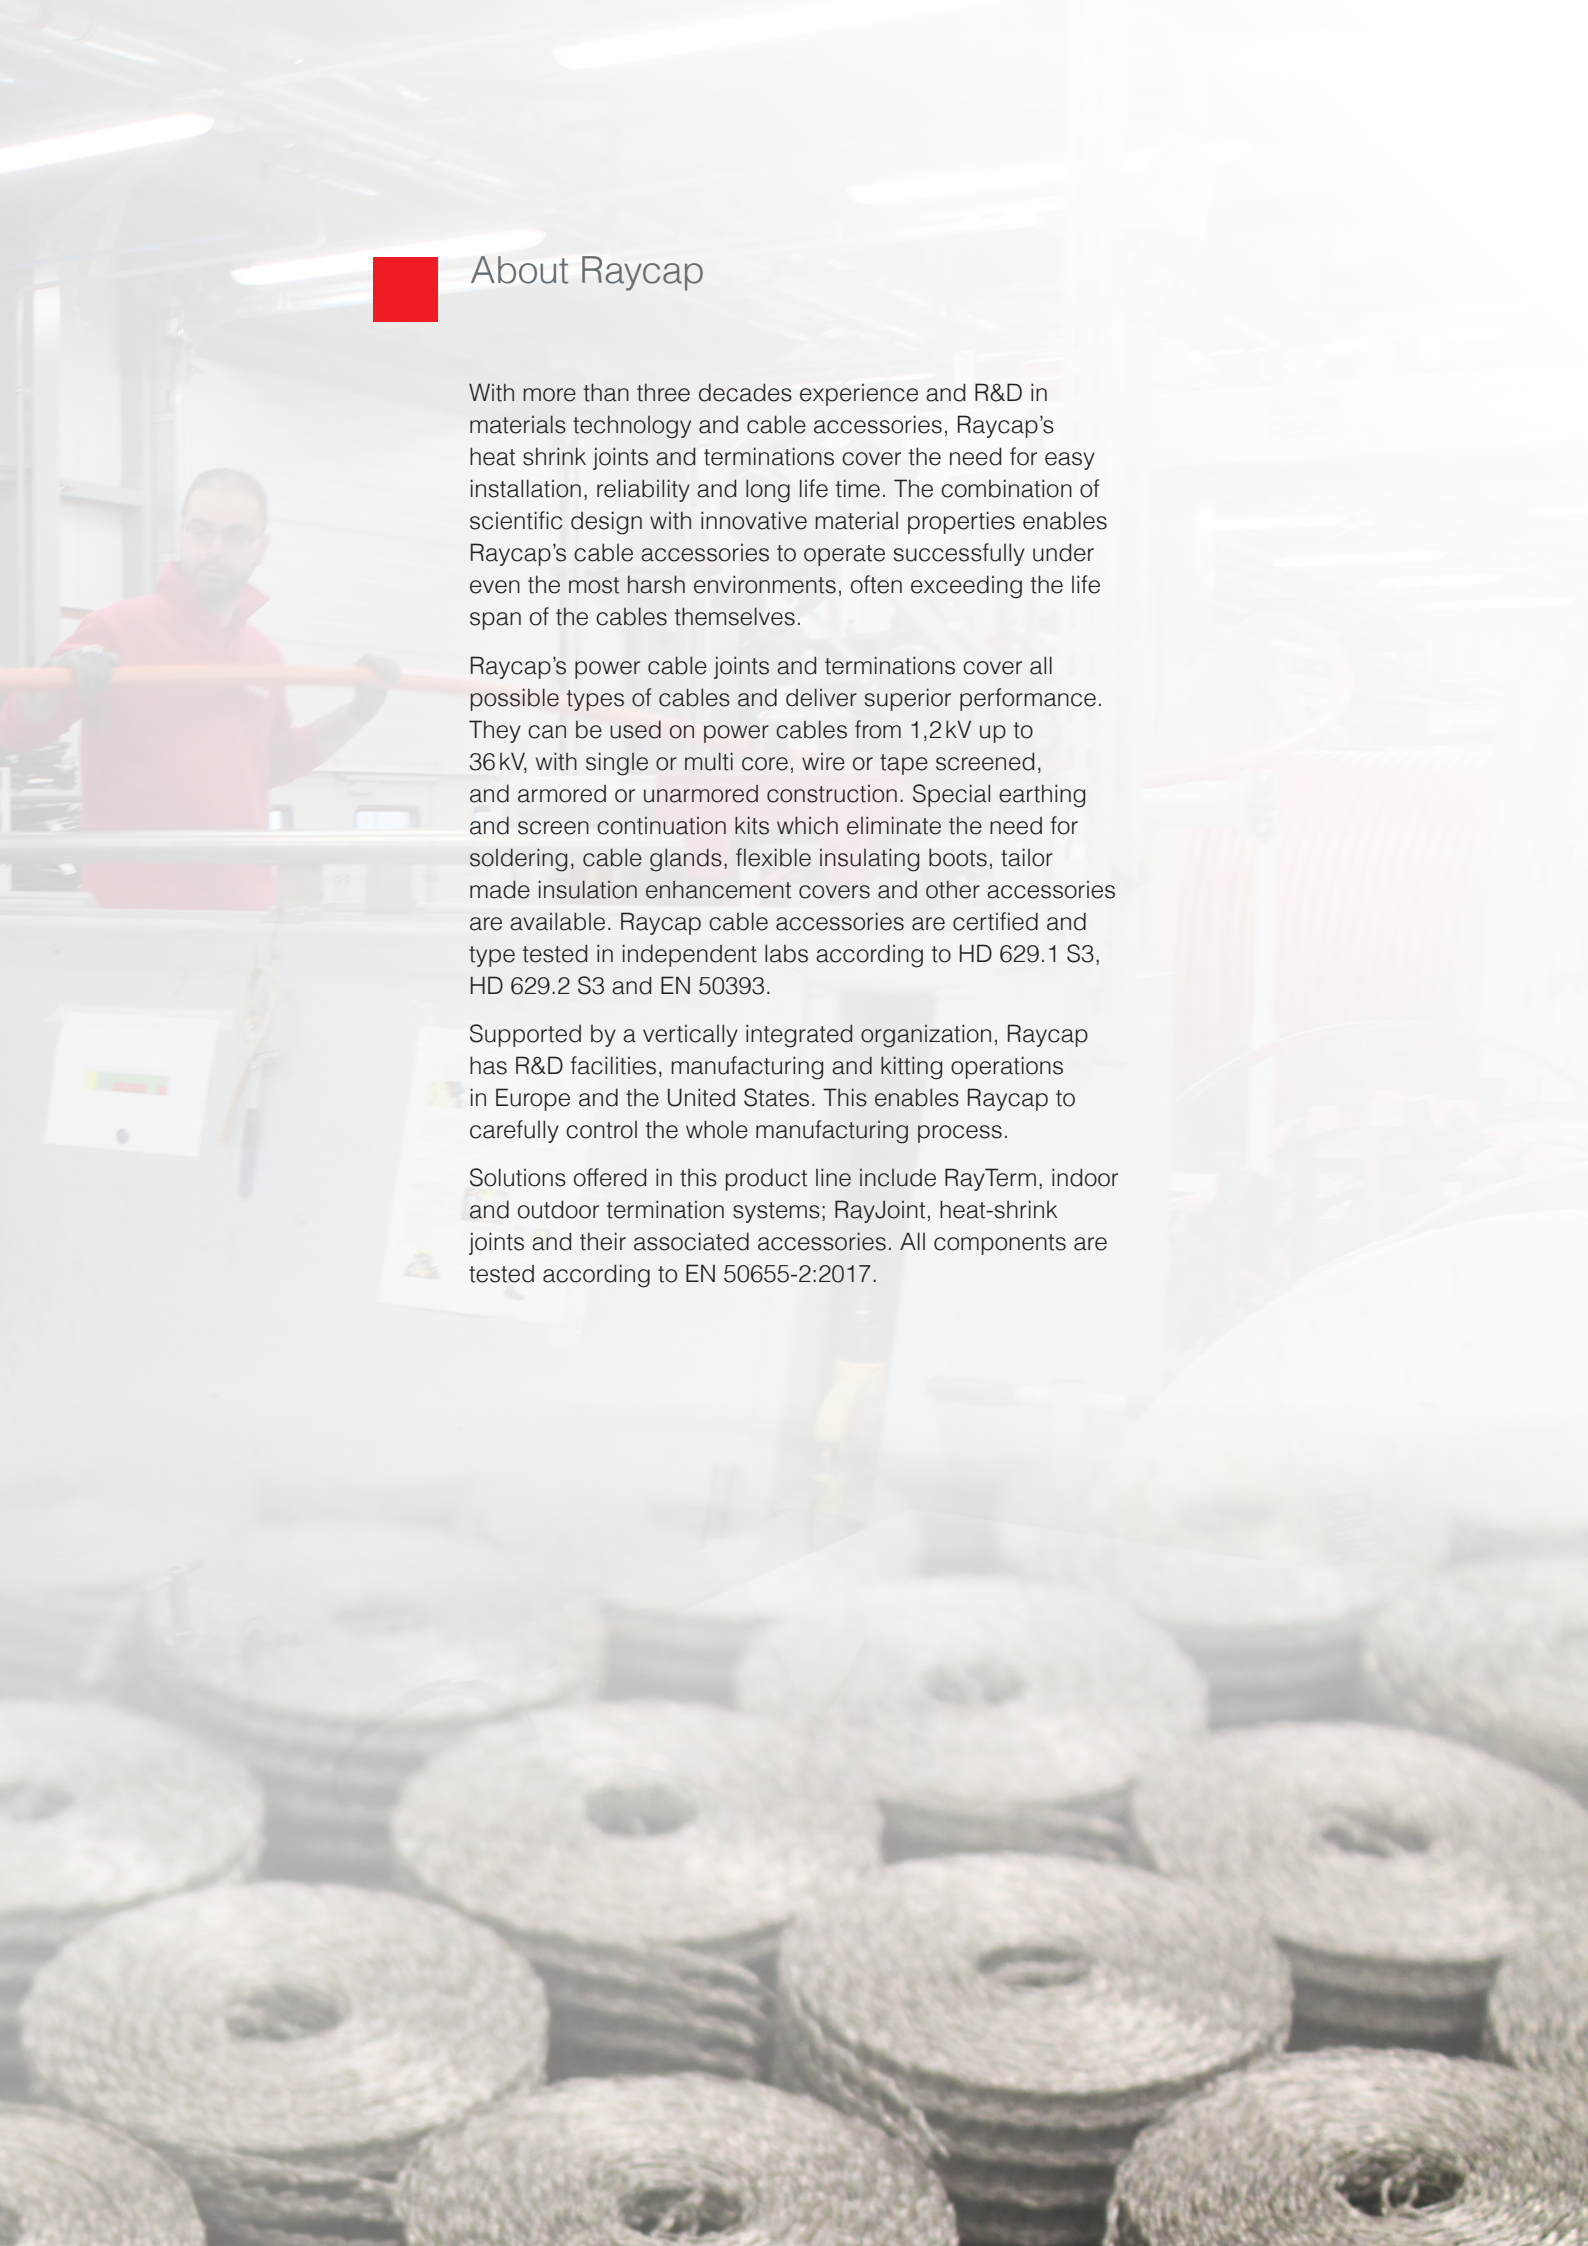 About Raycap
With more than three decades experience and R&D in
materials technology and cable accessories, Raycap’s
heat shrink joints and terminations cover the need for easy
installation, reliability and long life time. The combination of
scientific design with innovative material properties enables
Raycap’s cable accessories to operate successfully under
even the most harsh environments, often exceeding the life
span of the cables themselves.
Raycap’s power cable joints and terminations cover all
possible types of cables and deliver superior performance.
They can be used on power cables from 1,2 kV up to
36 kV, with single or multi core, wire or tape screened,
and armored or unarmored construction. Special earthing
and screen continuation kits which eliminate the need for
soldering, cable glands, flexible insulating boots, tailor
made insulation enhancement covers and other accessories
are available. Raycap cable accessories are certified and
type tested in independent labs according to HD 629.1 S3,
HD 629.2 S3 and EN 50393.
Supported by a vertically integrated organization, Raycap
has R&D facilities, manufacturing and kitting operations
in Europe and the United States. This enables Raycap to
carefully control the whole manufacturing process.
Solutions offered in this product line include RayTerm, indoor
and outdoor termination systems; RayJoint, heat-shrink
joints and their associated accessories. All components are
tested according to EN 50655-2:2017.